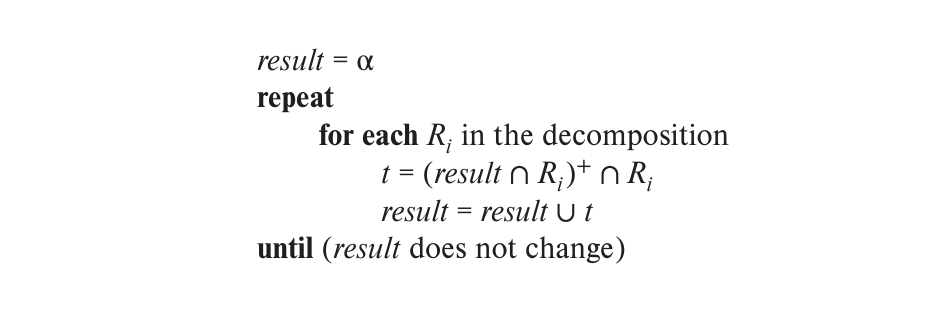 result = α
repeat
for each Rᵢ in the decomposition
t = (result ∩ Rᵢ)⁺ ∩ Rᵢ
result = result ∪ t
until (result does not change)